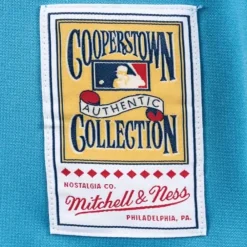 COOPERSTOWN
AUTHENTIC
COLLECTION
NOSTALGIA CO.
Mitchell & Ness
PHILADELPHIA, PA.